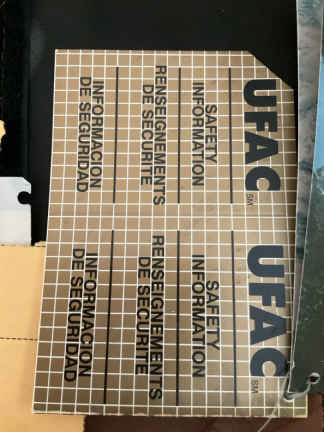 UFAC SM
SAFETY
INFORMATION
RENSEIGNEMENTS
DE SECURITE
INFORMACION
DE SEGURIDAD
UFAC SM
SAFETY
INFORMATION
RENSEIGNEMENTS
DE SECURITE
INFORMACION
DE SEGURIDAD